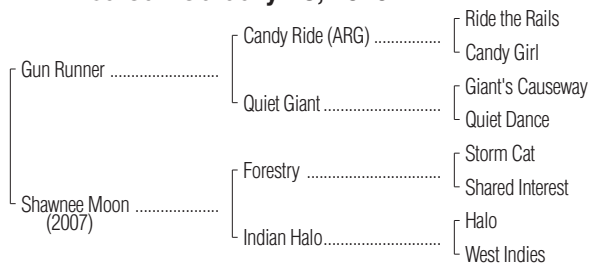 Ride the Rails
Candy Ride (ARG) ................
Candy Girl
Gun Runner ......................
Giant's Causeway
Quiet Giant.......................
Quiet Dance
Storm Cat
Forestry ..........................
Shared Interest
Shawnee Moon .................
(2007)
Halo
Indian Halo.......................
West Indies